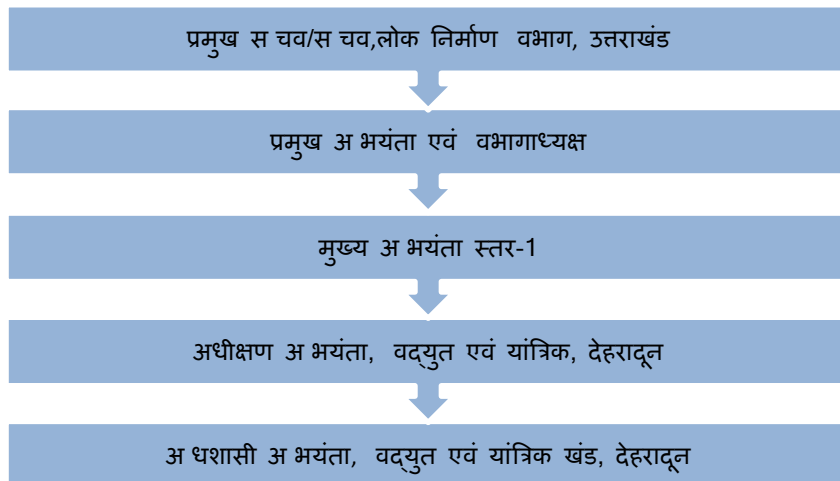 प्रमुख स चव/स चव,लोक निर्माण वभाग, उत्तराखंड
प्रमुख अ भयंता एवं वभागाध्यक्ष
मुख्य अ भयंता स्तर-1
अधीक्षण अ भयंता, वद्युत एवं यांत्रिक, देहरादून
अ धशासी अ भयंता, वद्युत एवं यांत्रिक खंड, देहरादून